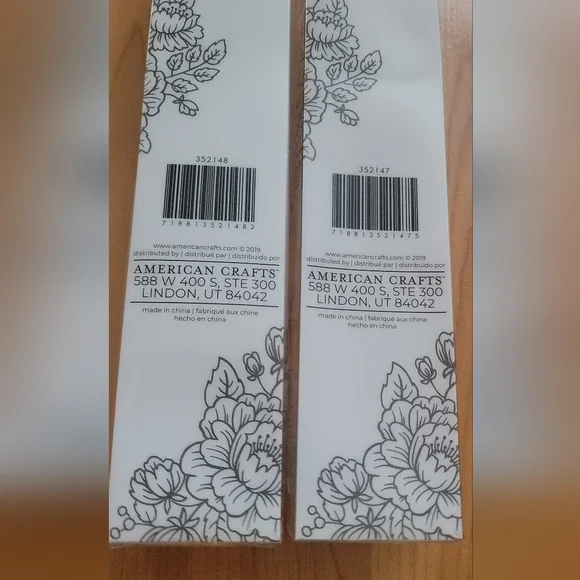 352148
718813521482
www.americancrafts.com © 2019
distributed by | distribué par | distribuido por
AMERICAN CRAFTS™
588 W 400 S, STE 300
LINDON, UT 84042
made in china | fabriqué aux chine
hecho en china
352147
718813521475
www.americancrafts.com © 2019
distributed by | distribué par | distribuido por
AMERICAN CRAFTS™
588 W 400 S, STE 300
LINDON, UT 84042
made in china | fabriqué aux chine
hecho en china